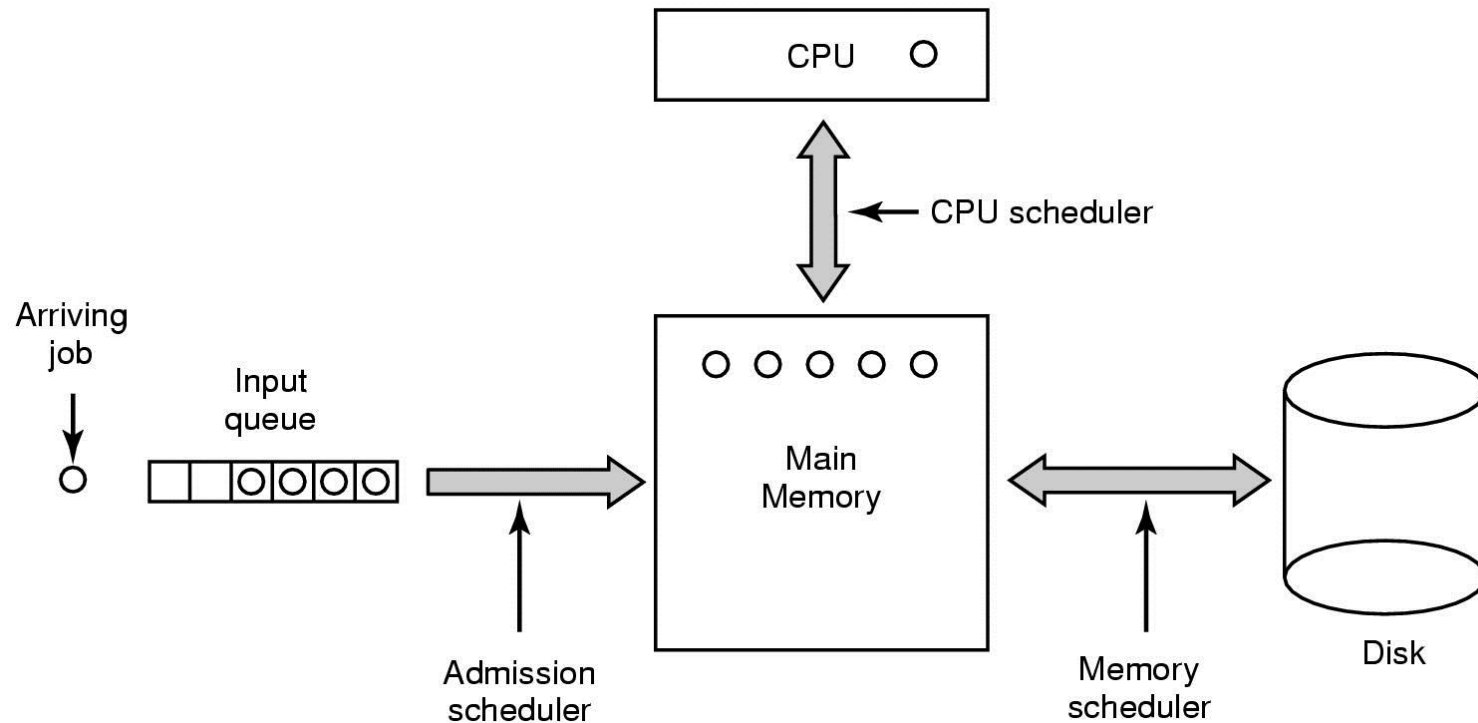 CPU
CPU scheduler
Arriving
job
Input
queue
Main
Memory
Admission
scheduler
Memory
scheduler
Disk